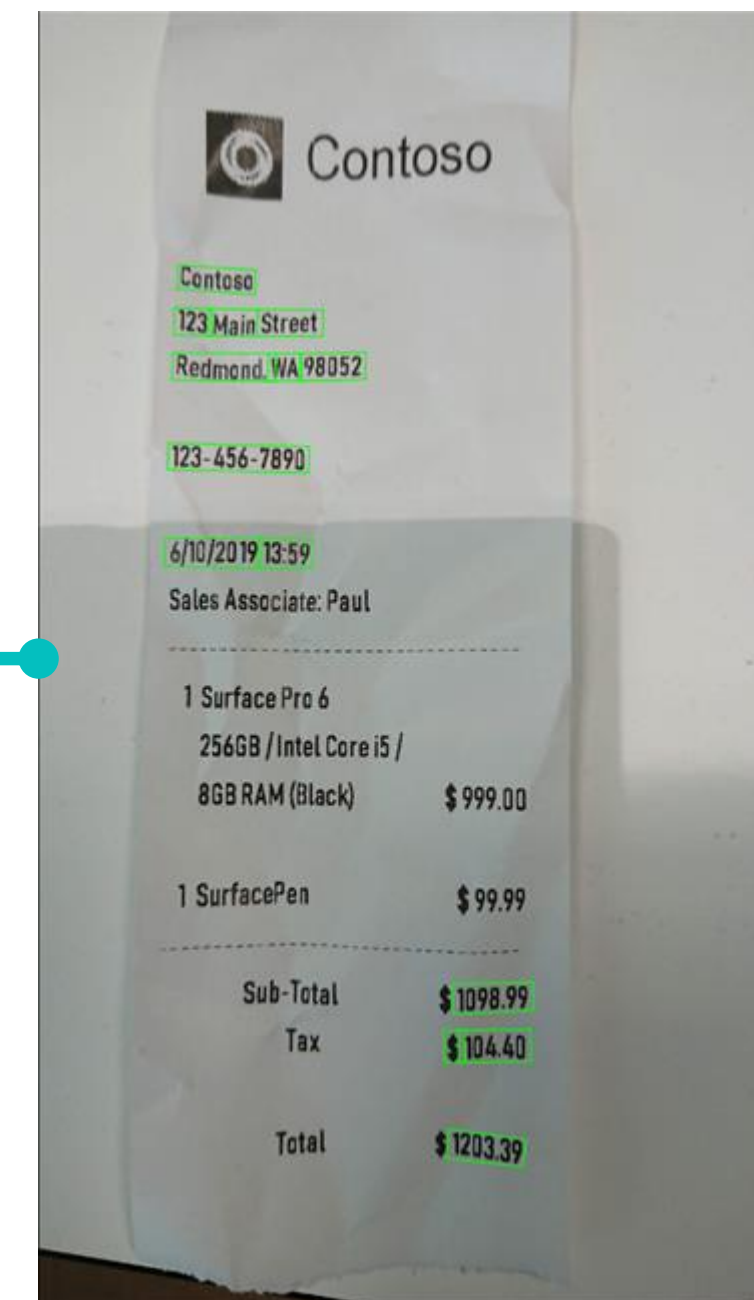 Contoso
Contoso
123 Main Street
Redmond, WA 98052
123-456-7890
6/10/2019 13:59
Sales Associate: Paul
1 Surface Pro 6
256GB / Intel Core i5 /
8GB RAM (Black) $ 999.00
1 SurfacePen $ 99.99
Sub-Total $ 1098.99
Tax $ 104.40
Total $ 1203.39